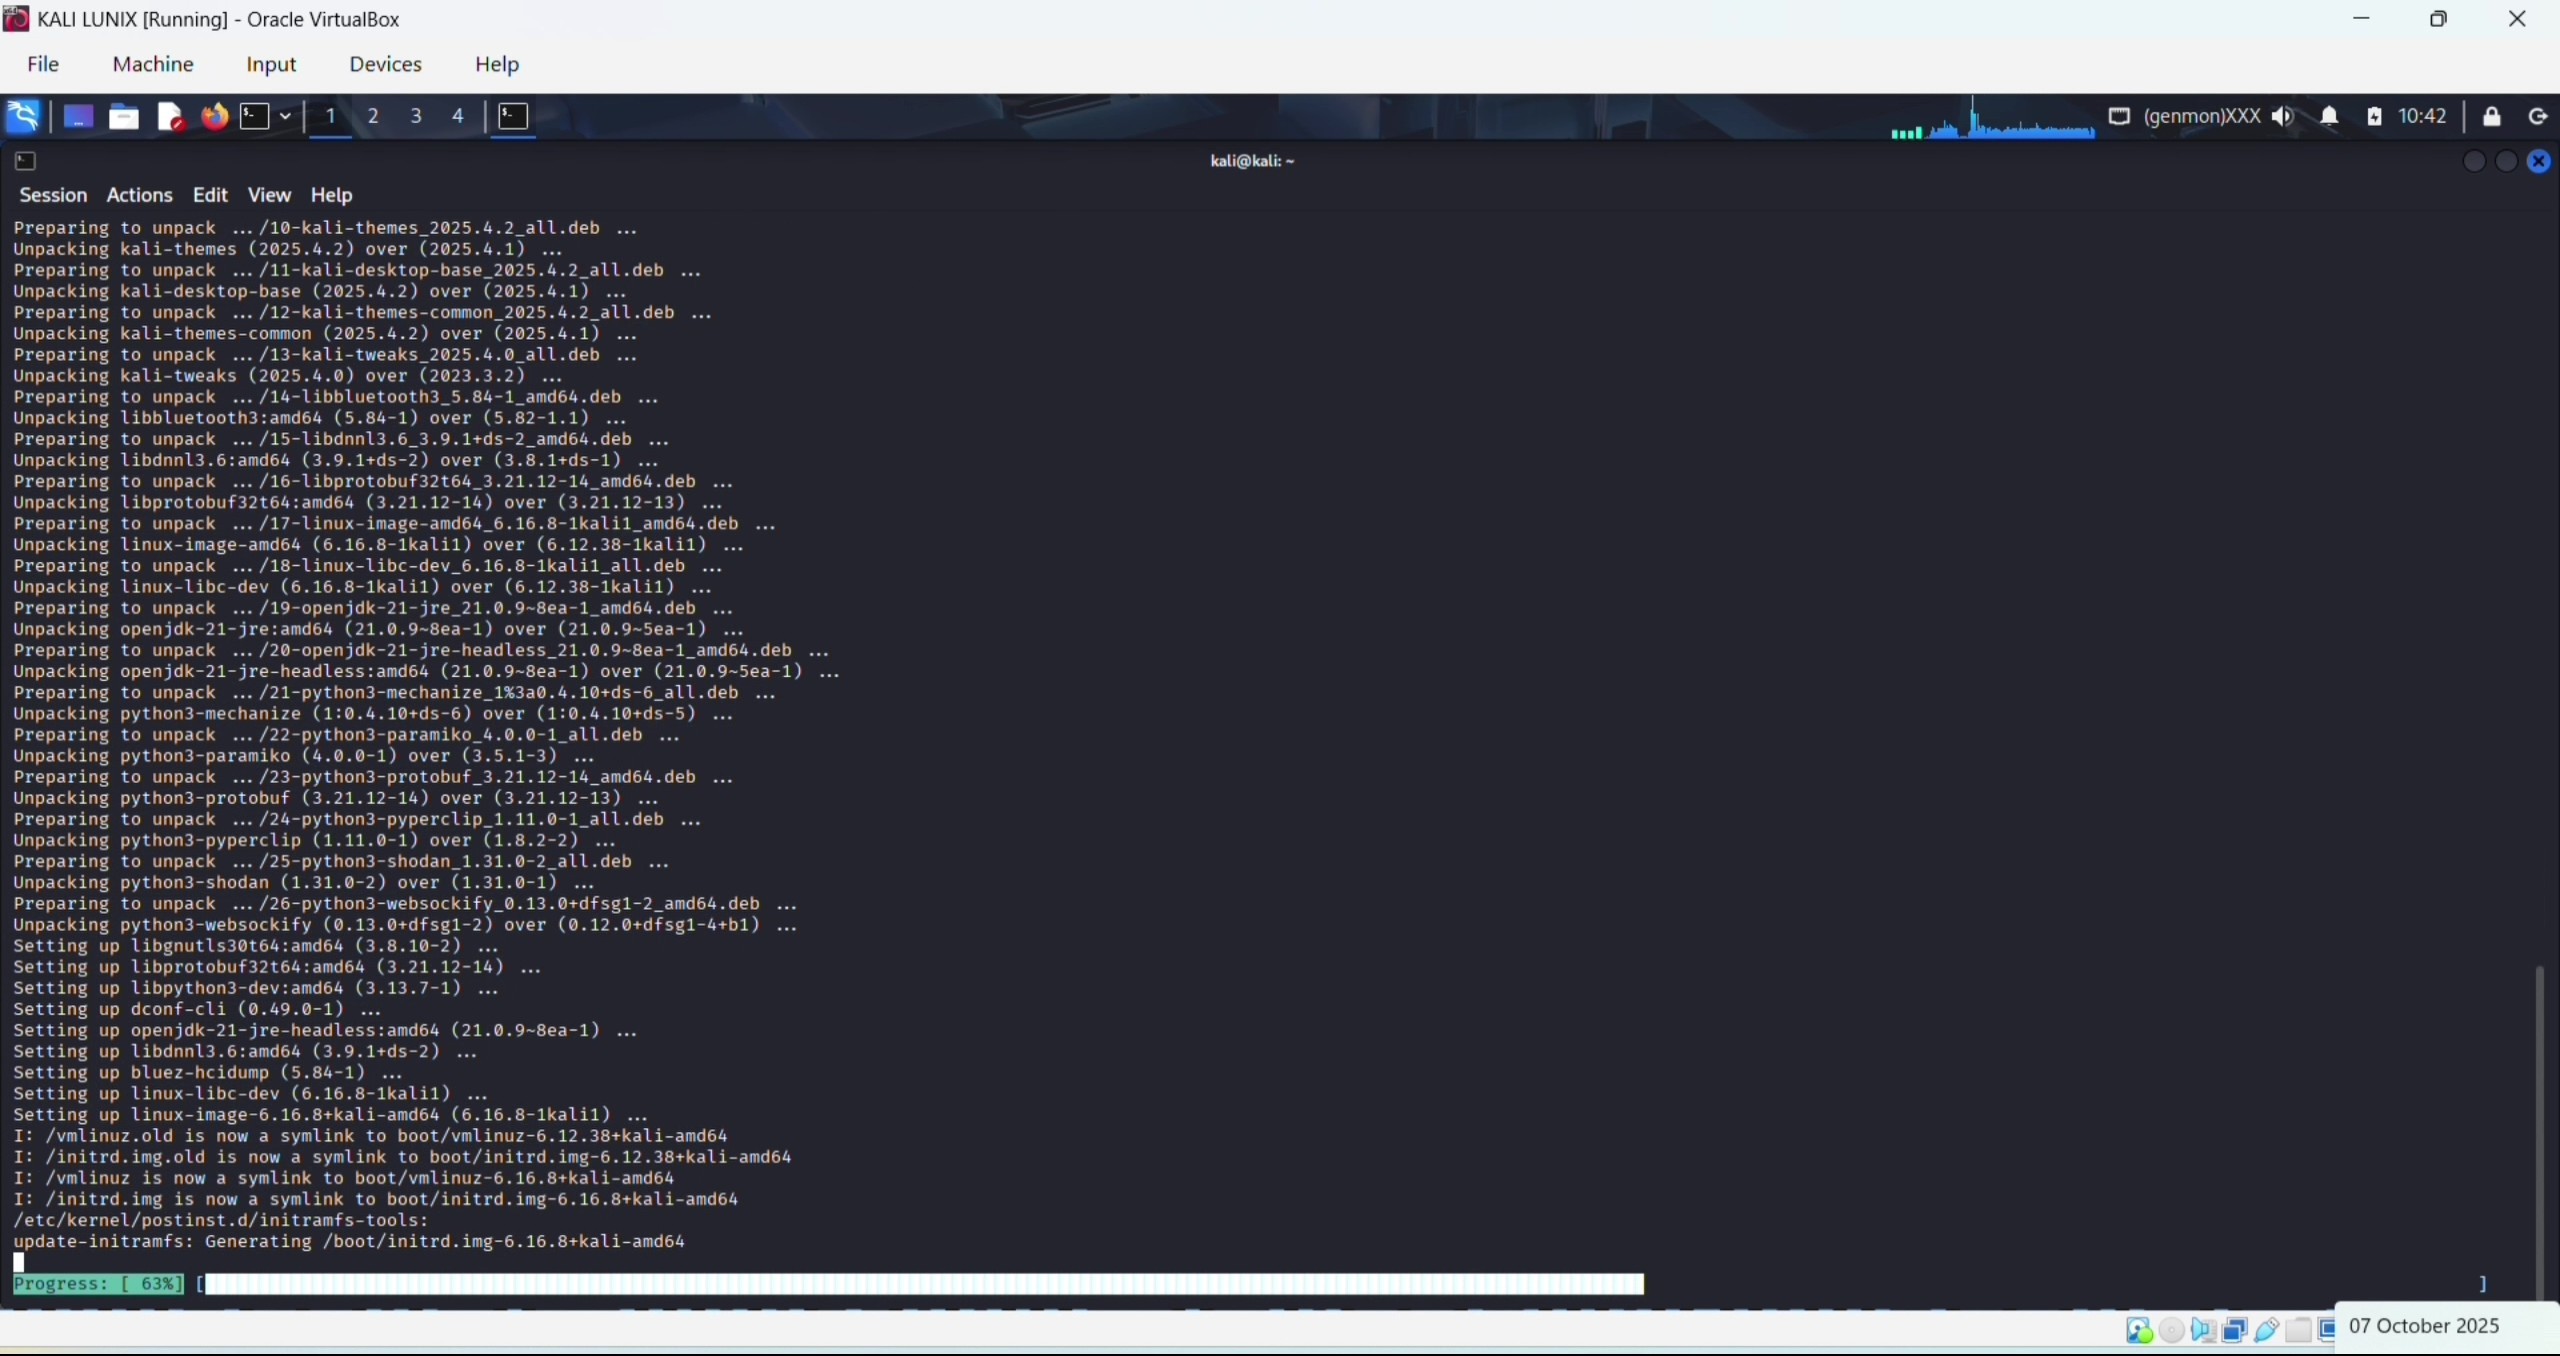 KALI LUNIX [Running] - Oracle VirtualBox
File Machine Input Devices Help
1 2 3 4 (genmon)XXX 10:42
kali@kali: ~
Session Actions Edit View Help
Preparing to unpack .../10-kali-themes_2025.4.2_all.deb ...
Unpacking kali-themes (2025.4.2) over (2025.4.1) ...
Preparing to unpack .../11-kali-desktop-base_2025.4.2_all.deb ...
Unpacking kali-desktop-base (2025.4.2) over (2025.4.1) ...
Preparing to unpack .../12-kali-themes-common_2025.4.2_all.deb ...
Unpacking kali-themes-common (2025.4.2) over (2025.4.1) ...
Preparing to unpack .../13-kali-tweaks_2025.4.0_all.deb ...
Unpacking kali-tweaks (2025.4.0) over (2023.3.2) ...
Preparing to unpack .../14-libbluetooth3_5.84-1_amd64.deb ...
Unpacking libbluetooth3:amd64 (5.84-1) over (5.82-1.1) ...
Preparing to unpack .../15-libdnnl3.6_3.9.1+ds-2_amd64.deb ...
Unpacking libdnnl3.6:amd64 (3.9.1+ds-2) over (3.8.1+ds-1) ...
Preparing to unpack .../16-libprotobuf32t64_3.21.12-14_amd64.deb ...
Unpacking libprotobuf32t64:amd64 (3.21.12-14) over (3.21.12-13) ...
Preparing to unpack .../17-linux-image-amd64_6.16.8-1kali1_amd64.deb ...
Unpacking linux-image-amd64 (6.16.8-1kali1) over (6.12.38-1kali1) ...
Preparing to unpack .../18-linux-libc-dev_6.16.8-1kali1_all.deb ...
Unpacking linux-libc-dev (6.16.8-1kali1) over (6.12.38-1kali1) ...
Preparing to unpack .../19-openjdk-21-jre_21.0.9~8ea-1_amd64.deb ...
Unpacking openjdk-21-jre:amd64 (21.0.9~8ea-1) over (21.0.9~5ea-1) ...
Preparing to unpack .../20-openjdk-21-jre-headless_21.0.9~8ea-1_amd64.deb ...
Unpacking openjdk-21-jre-headless:amd64 (21.0.9~8ea-1) over (21.0.9~5ea-1) ...
Preparing to unpack .../21-python3-mechanize_1%3a0.4.10+ds-6_all.deb ...
Unpacking python3-mechanize (1:0.4.10+ds-6) over (1:0.4.10+ds-5) ...
Preparing to unpack .../22-python3-paramiko_4.0.0-1_all.deb ...
Unpacking python3-paramiko (4.0.0-1) over (3.5.1-3) ...
Preparing to unpack .../23-python3-protobuf_3.21.12-14_amd64.deb ...
Unpacking python3-protobuf (3.21.12-14) over (3.21.12-13) ...
Preparing to unpack .../24-python3-pyperclip_1.11.0-1_all.deb ...
Unpacking python3-pyperclip (1.11.0-1) over (1.8.2-2) ...
Preparing to unpack .../25-python3-shodan_1.31.0-2_all.deb ...
Unpacking python3-shodan (1.31.0-2) over (1.31.0-1) ...
Preparing to unpack .../26-python3-websockify_0.13.0+dfsg1-2_amd64.deb ...
Unpacking python3-websockify (0.13.0+dfsg1-2) over (0.12.0+dfsg1-4+b1) ...
Setting up libgnutls30t64:amd64 (3.8.10-2) ...
Setting up libprotobuf32t64:amd64 (3.21.12-14) ...
Setting up libpython3-dev:amd64 (3.13.7-1) ...
Setting up dconf-cli (0.49.0-1) ...
Setting up openjdk-21-jre-headless:amd64 (21.0.9~8ea-1) ...
Setting up libdnnl3.6:amd64 (3.9.1+ds-2) ...
Setting up bluez-hcidump (5.84-1) ...
Setting up linux-libc-dev (6.16.8-1kali1) ...
Setting up linux-image-6.16.8+kali-amd64 (6.16.8-1kali1) ...
I: /vmlinuz.old is now a symlink to boot/vmlinuz-6.12.38+kali-amd64
I: /initrd.img.old is now a symlink to boot/initrd.img-6.12.38+kali-amd64
I: /vmlinuz is now a symlink to boot/vmlinuz-6.16.8+kali-amd64
I: /initrd.img is now a symlink to boot/initrd.img-6.16.8+kali-amd64
/etc/kernel/postinst.d/initramfs-tools:
update-initramfs: Generating /boot/initrd.img-6.16.8+kali-amd64
Progress: [ 63%] [ ]
07 October 2025